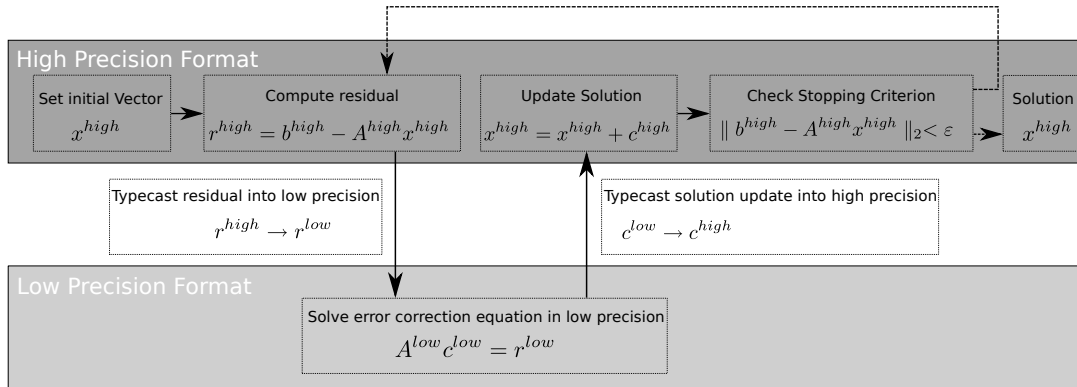 High Precision Format
Set initial Vector
x^{high}
Compute residual
r^{high} = b^{high} − A^{high}x^{high}
Update Solution
x^{high} = x^{high} + c^{high}
Check Stopping Criterion
‖ b^{high} − A^{high}x^{high} ‖₂< ε
Solution
x^{high}
Typecast residual into low precision
r^{high} → r^{low}
Typecast solution update into high precision
c^{low} → c^{high}
Low Precision Format
Solve error correction equation in low precision
A^{low}c^{low} = r^{low}